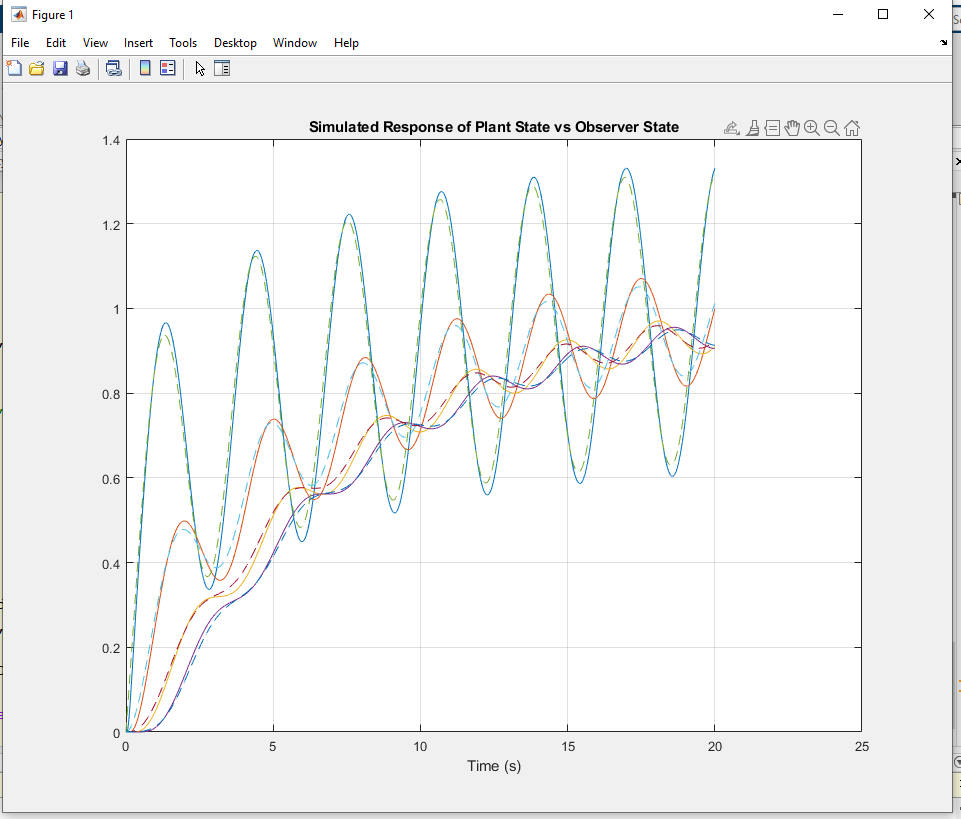 Figure 1
File Edit View Insert Tools Desktop Window Help
Simulated Response of Plant State vs Observer State
1.4
1.2
1
0.8
0.6
0.4
0.2
0
0 5 10 15 20 25
Time (s)